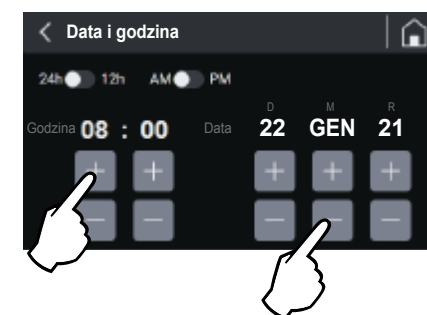 Data i godzina
24h 12h AM PM
D M R
Godzina 08 : 00 Data 22 GEN 21
+ + + + +
− − − − −